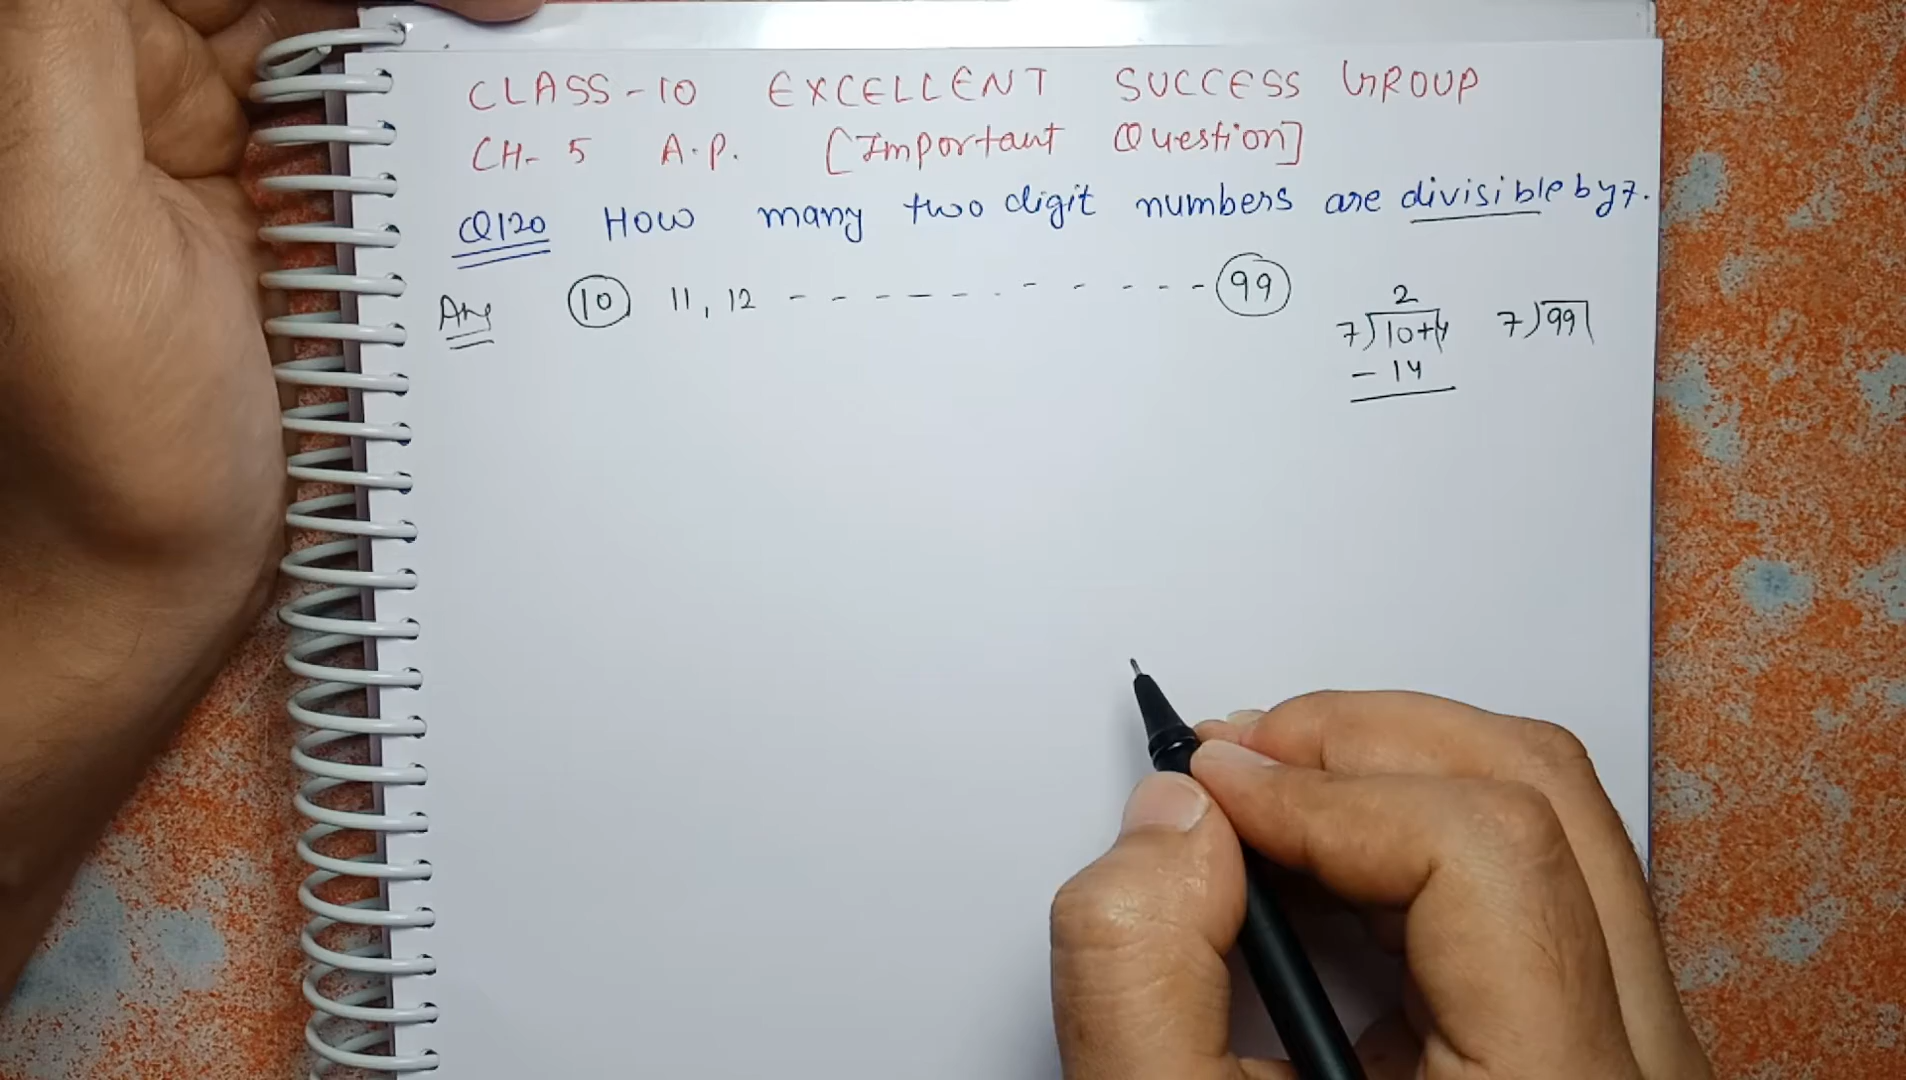 CLASS-10 EXCELLENT SUCCESS GROUP
CH- 5 A.P. [Important Question]
Q120 How many two digit numbers are divisible by 7.
Ans 10 11, 12 - - - - - - - - - - - 99
2
7)10+4 7)99
- 14